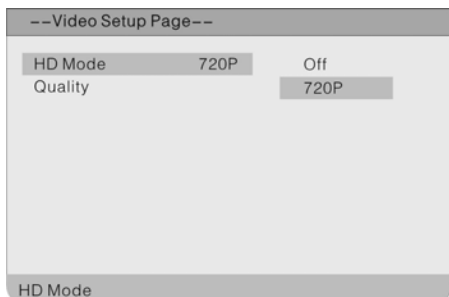 --Video Setup Page--
HD Mode 720P Off
Quality 720P
HD Mode